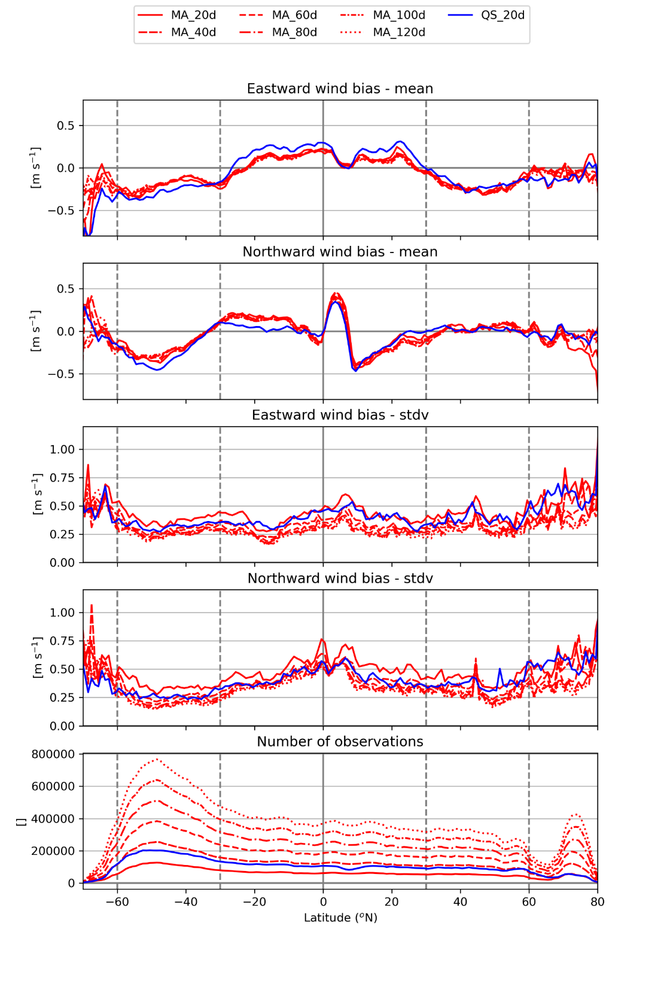 MA_20d MA_60d MA_100d QS_20d
MA_40d MA_80d MA_120d
Eastward wind bias - mean
0.5
0.0
−0.5
[m s⁻¹]
Northward wind bias - mean
0.5
0.0
−0.5
[m s⁻¹]
Eastward wind bias - stdv
1.00
0.75
0.50
0.25
0.00
[m s⁻¹]
Northward wind bias - stdv
1.00
0.75
0.50
0.25
0.00
[m s⁻¹]
Number of observations
800000
600000
400000
200000
0
[]
−60 −40 −20 0 20 40 60 80
Latitude (°N)